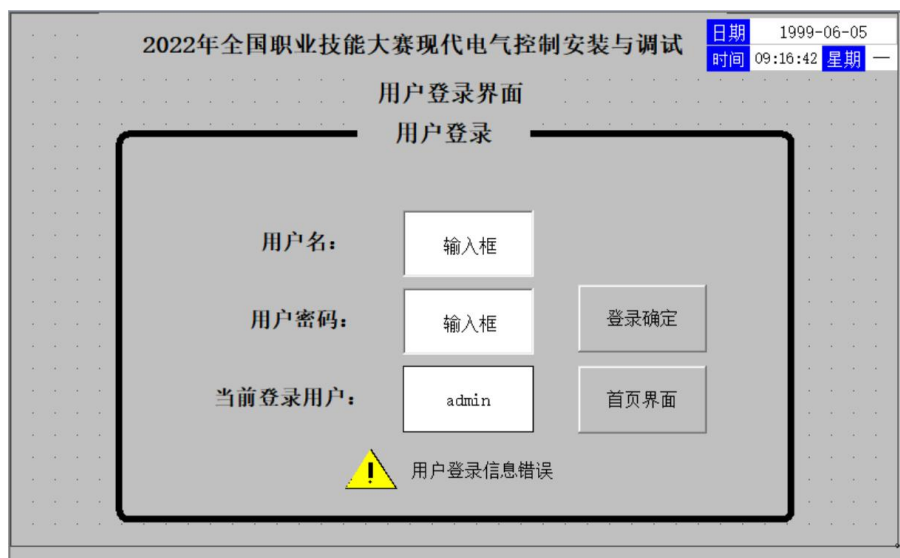 2022年全国职业技能大赛现代电气控制安装与调试
日期 1999-06-05
时间 09:16:42 星期 一
用户登录界面
用户登录
用户名： 输入框
用户密码： 输入框 登录确定
当前登录用户： admin 首页界面
! 用户登录信息错误